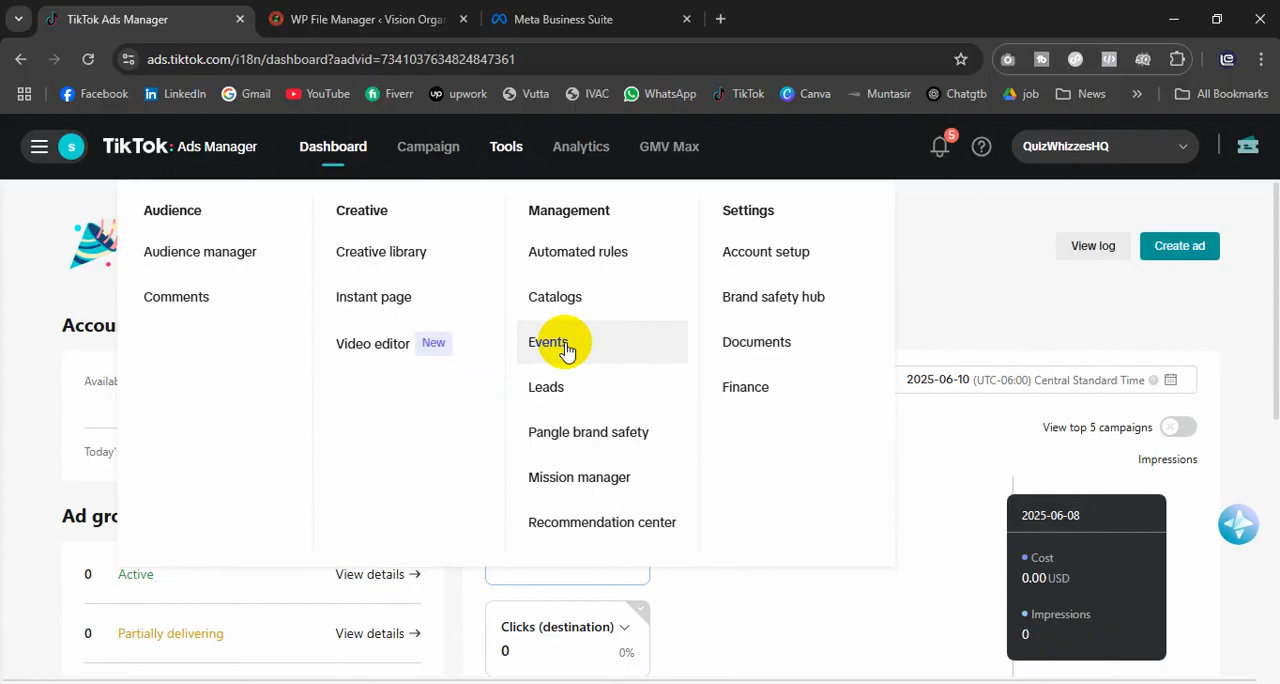 TikTok Ads Manager
WP File Manager ‹ Vision Orga
Meta Business Suite
ads.tiktok.com/i18n/dashboard?aadvid=7341037634824847361
Facebook
LinkedIn
Gmail
YouTube
Fiverr
upwork
Vutta
IVAC
WhatsApp
TikTok
Canva
Muntasir
Chatgtb
job
News
All Bookmarks
S
TikTok: Ads Manager
Dashboard
Campaign
Tools
Analytics
GMV Max
5
QuizWhizzesHQ
Audience
Creative
Management
Settings
Audience manager
Creative library
Automated rules
Account setup
View log
Create ad
Comments
Instant page
Catalogs
Brand safety hub
Accou
Video editor New
Events
Documents
Availab
2025-06-10 (UTC-06:00) Central Standard Time
Leads
Finance
View top 5 campaigns
Pangle brand safety
Today'
Impressions
Mission manager
Ad gro
Recommendation center
2025-06-08
Cost
0.00 USD
Impressions
0
0 Active View details →
Clicks (destination)
0 0%
0 Partially delivering View details →